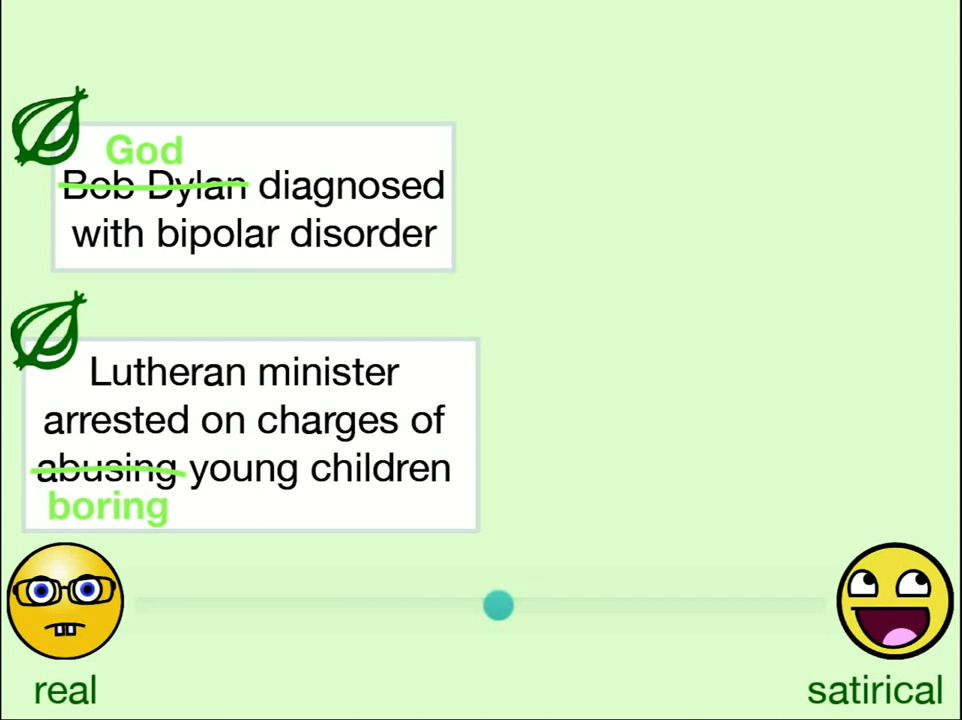 God
Bob Dylan diagnosed
with bipolar disorder
Lutheran minister
arrested on charges of
abusing young children
boring
real
satirical